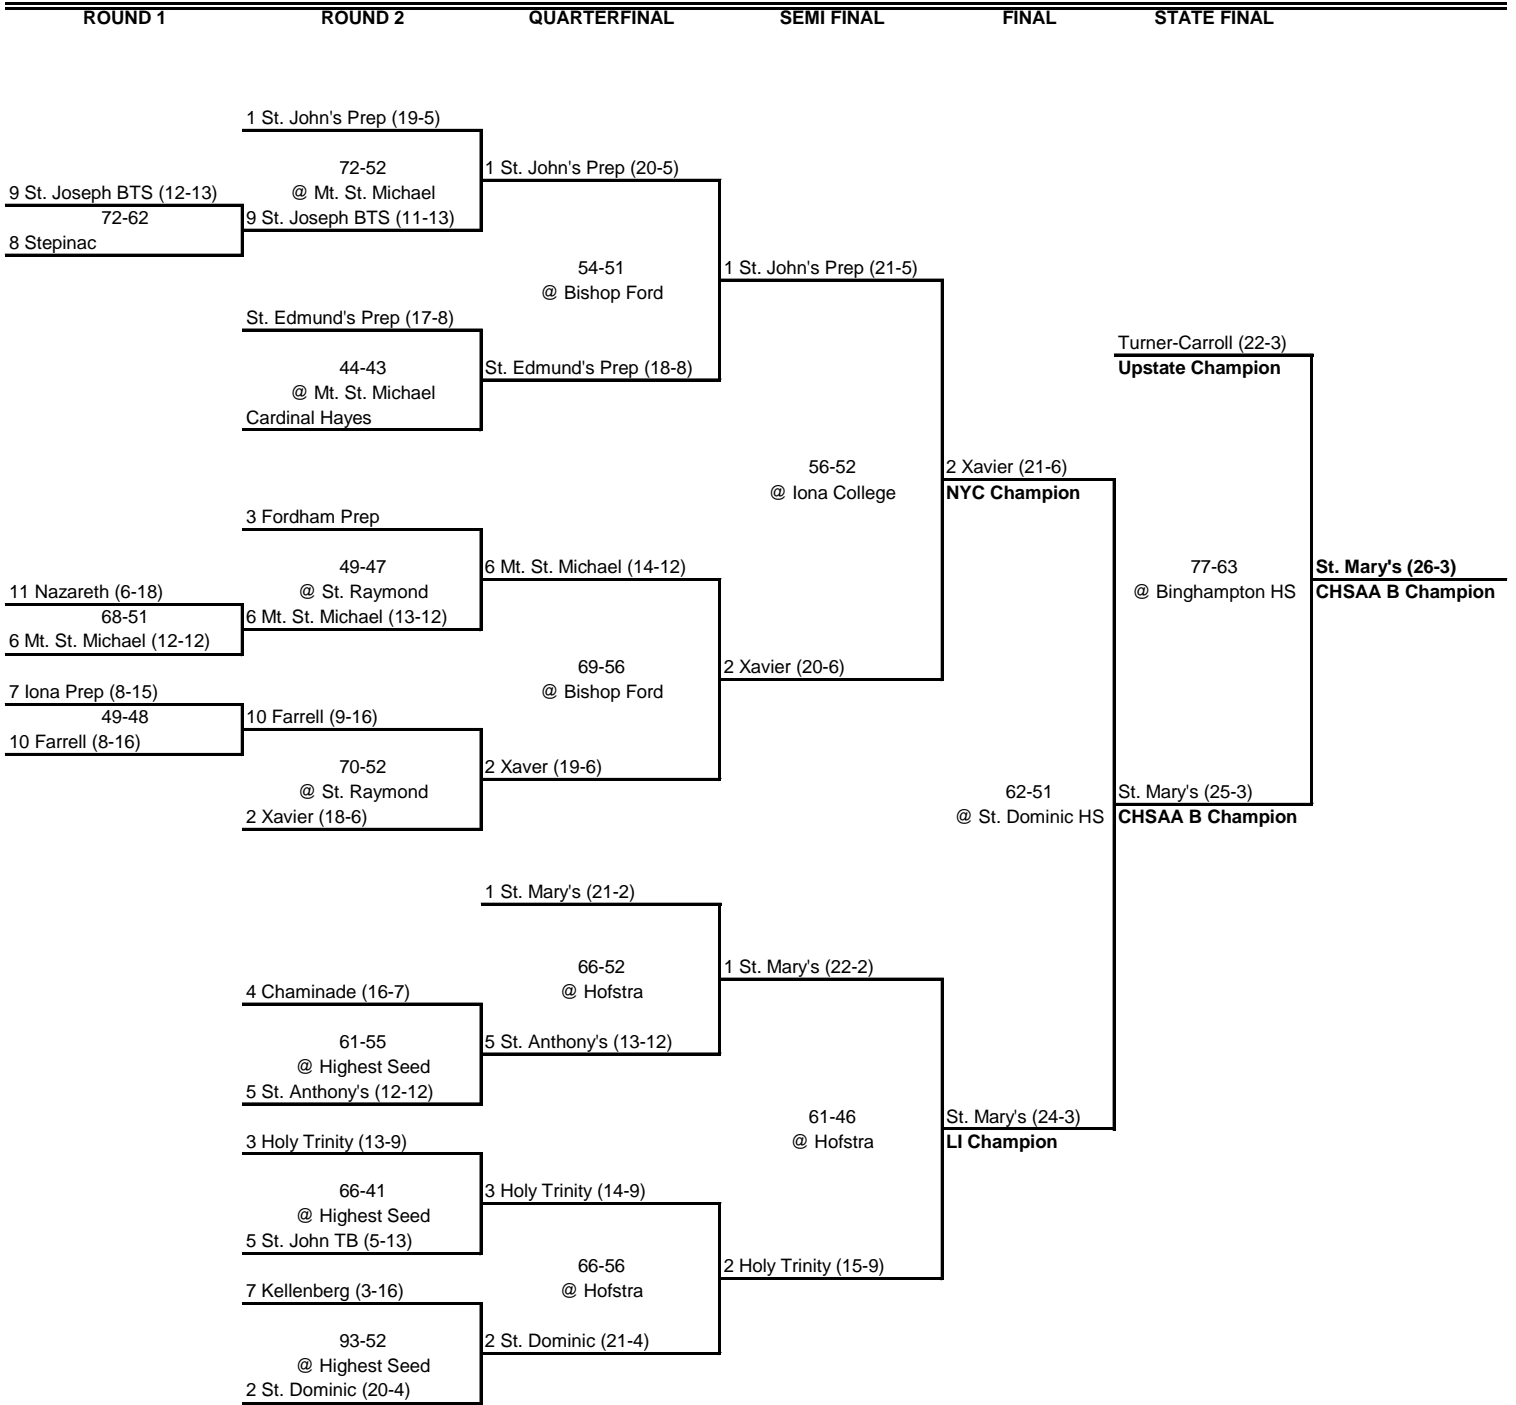 ROUND 1 ROUND 2 QUARTERFINAL SEMI FINAL FINAL STATE FINAL
1 St. John's Prep (19-5)
72-52 1 St. John's Prep (20-5)
9 St. Joseph BTS (12-13) @ Mt. St. Michael
72-62 9 St. Joseph BTS (11-13)
8 Stepinac
54-51 1 St. John's Prep (21-5)
@ Bishop Ford
St. Edmund's Prep (17-8)
Turner-Carroll (22-3)
44-43 St. Edmund's Prep (18-8) Upstate Champion
@ Mt. St. Michael
Cardinal Hayes
56-52 2 Xavier (21-6)
@ Iona College NYC Champion
3 Fordham Prep
49-47 6 Mt. St. Michael (14-12) 77-63 St. Mary's (26-3)
11 Nazareth (6-18) @ St. Raymond @ Binghampton HS CHSAA B Champion
68-51 6 Mt. St. Michael (13-12)
6 Mt. St. Michael (12-12)
69-56 2 Xavier (20-6)
7 Iona Prep (8-15) @ Bishop Ford
49-48 10 Farrell (9-16)
10 Farrell (8-16)
70-52 2 Xaver (19-6)
@ St. Raymond 62-51 St. Mary's (25-3)
2 Xavier (18-6) @ St. Dominic HS CHSAA B Champion
1 St. Mary's (21-2)
66-52 1 St. Mary's (22-2)
4 Chaminade (16-7) @ Hofstra
61-55 5 St. Anthony's (13-12)
@ Highest Seed
5 St. Anthony's (12-12)
61-46 St. Mary's (24-3)
3 Holy Trinity (13-9) @ Hofstra LI Champion
66-41 3 Holy Trinity (14-9)
@ Highest Seed
5 St. John TB (5-13)
66-56 2 Holy Trinity (15-9)
7 Kellenberg (3-16) @ Hofstra
93-52 2 St. Dominic (21-4)
@ Highest Seed
2 St. Dominic (20-4)